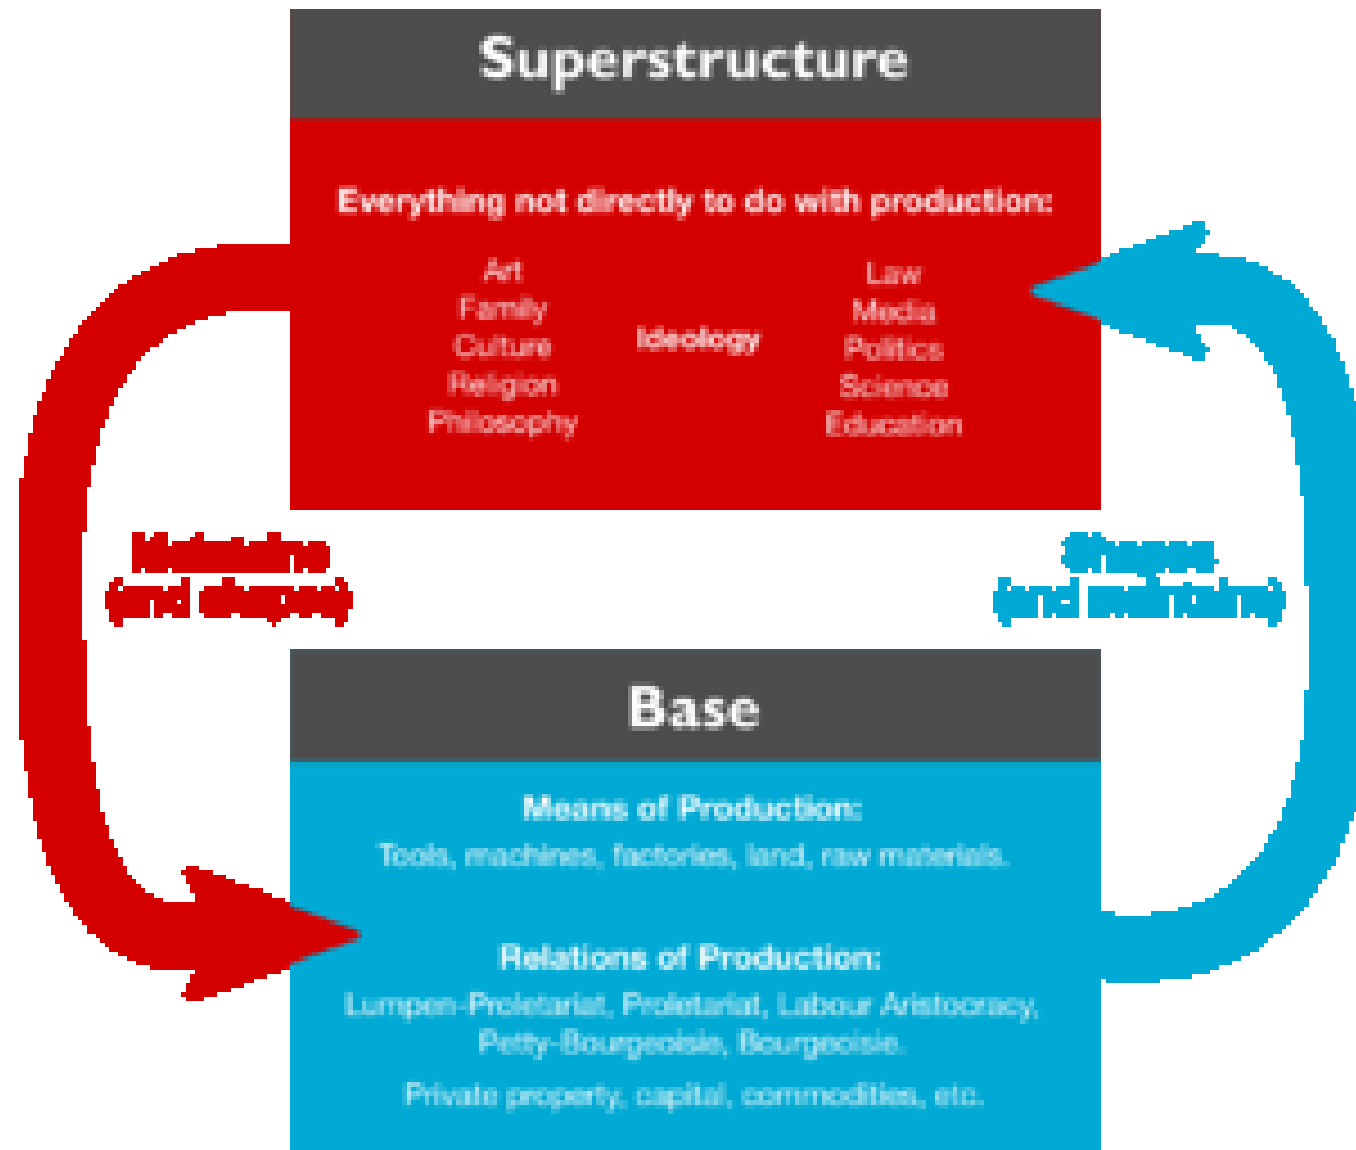 Superstructure
Everything not directly to do with production:
Art
Family
Culture
Religion
Philosophy
Ideology
Law
Media
Politics
Science
Education
Maintains
(and shapes)
Shapes
(and maintains)
Base
Means of Production:
Tools, machines, factories, land, raw materials.
Relations of Production:
Lumpen-Proletariat, Proletariat, Labour Aristocracy,
Petty-Bourgeoisie, Bourgeoisie.
Private property, capital, commodities, etc.